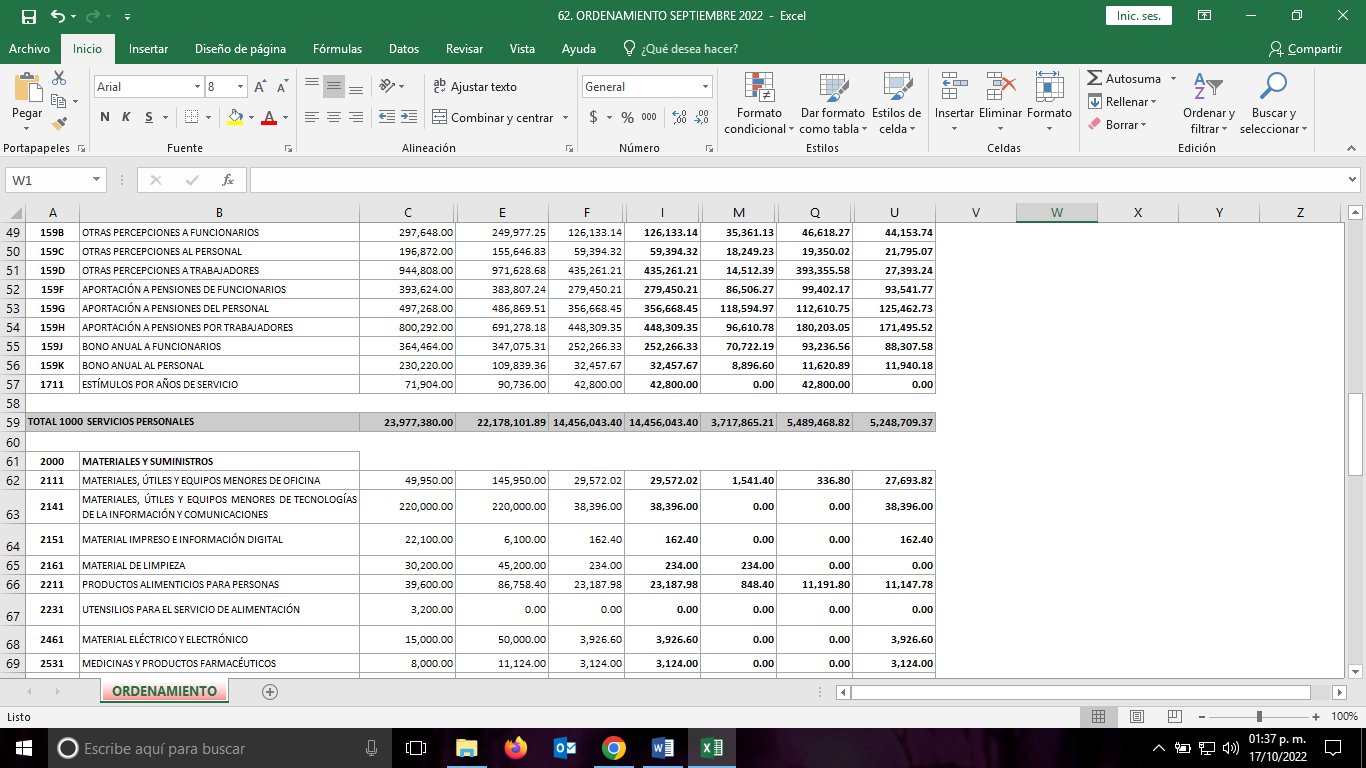 62. ORDENAMIENTO SEPTIEMBRE 2022 - Excel
Inic. ses.
Archivo Inicio Insertar Diseño de página Fórmulas Datos Revisar Vista Ayuda ¿Qué desea hacer? Compartir
Pegar
Arial 8
N K S
Ajustar texto
Combinar y centrar
General
$ % 000
Formato condicional
Dar formato como tabla
Estilos de celda
Insertar Eliminar Formato
Autosuma
Rellenar
Borrar
Ordenar y filtrar
Buscar y seleccionar
Portapapeles Fuente Alineación Número Estilos Celdas Edición
W1 fx
A B C E F I M Q U V W X Y Z
49 159B OTRAS PERCEPCIONES A FUNCIONARIOS 297,648.00 249,977.25 126,133.14 126,133.14 35,361.13 46,618.27 44,153.74
50 159C OTRAS PERCEPCIONES AL PERSONAL 196,872.00 155,646.83 59,394.32 59,394.32 18,249.23 19,350.02 21,795.07
51 159D OTRAS PERCEPCIONES A TRABAJADORES 944,808.00 971,628.68 435,261.21 435,261.21 14,512.39 393,355.58 27,393.24
52 159F APORTACIÓN A PENSIONES DE FUNCIONARIOS 393,624.00 383,807.24 279,450.21 279,450.21 86,506.27 99,402.17 93,541.77
53 159G APORTACIÓN A PENSIONES DEL PERSONAL 497,268.00 486,869.51 356,668.45 356,668.45 118,594.97 112,610.75 125,462.73
54 159H APORTACIÓN A PENSIONES POR TRABAJADORES 800,292.00 691,278.18 448,309.35 448,309.35 96,610.78 180,203.05 171,495.52
55 159J BONO ANUAL A FUNCIONARIOS 364,464.00 347,075.31 252,266.33 252,266.33 70,722.19 93,236.56 88,307.58
56 159K BONO ANUAL AL PERSONAL 230,220.00 109,839.36 32,457.67 32,457.67 8,896.60 11,620.89 11,940.18
57 1711 ESTÍMULOS POR AÑOS DE SERVICIO 71,904.00 90,736.00 42,800.00 42,800.00 0.00 42,800.00 0.00
58
59 TOTAL 1000 SERVICIOS PERSONALES 23,977,380.00 22,178,101.89 14,456,043.40 14,456,043.40 3,717,865.21 5,489,468.82 5,248,709.37
60
61 2000 MATERIALES Y SUMINISTROS
62 2111 MATERIALES, ÚTILES Y EQUIPOS MENORES DE OFICINA 49,950.00 145,950.00 29,572.02 29,572.02 1,541.40 336.80 27,693.82
63 2141 MATERIALES, ÚTILES Y EQUIPOS MENORES DE TECNOLOGÍAS
DE LA INFORMACIÓN Y COMUNICACIONES 220,000.00 220,000.00 38,396.00 38,396.00 0.00 0.00 38,396.00
64 2151 MATERIAL IMPRESO E INFORMACIÓN DIGITAL 22,100.00 6,100.00 162.40 162.40 0.00 0.00 162.40
65 2161 MATERIAL DE LIMPIEZA 30,200.00 45,200.00 234.00 234.00 234.00 0.00 0.00
66 2211 PRODUCTOS ALIMENTICIOS PARA PERSONAS 39,600.00 86,758.40 23,187.98 23,187.98 848.40 11,191.80 11,147.78
67 2231 UTENSILIOS PARA EL SERVICIO DE ALIMENTACIÓN 3,200.00 0.00 0.00 0.00 0.00 0.00 0.00
68 2461 MATERIAL ELÉCTRICO Y ELECTRÓNICO 15,000.00 50,000.00 3,926.60 3,926.60 0.00 0.00 3,926.60
69 2531 MEDICINAS Y PRODUCTOS FARMACÉUTICOS 8,000.00 11,124.00 3,124.00 3,124.00 0.00 0.00 3,124.00
ORDENAMIENTO
Listo 100%
Escribe aquí para buscar
01:37 p. m.
17/10/2022